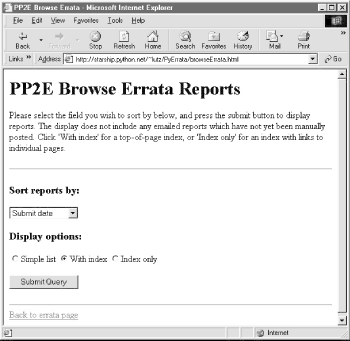 PP2E Browse Errata - Microsoft Internet Explorer
File Edit View Favorites Tools Help
Back Forward Stop Refresh Home Search Favorites History Mail Print
Links » Address http://starship.python.net/~lutz/PyErrata/browseErrata.html Go
PP2E Browse Errata Reports
Please select the field you wish to sort by below, and press the submit button to display
reports. The display does not include any emailed reports which have not yet been manually
posted. Click 'With index' for a top-of-page index, or 'Index only' for an index with links to
individual pages.
Sort reports by:
Submit date
Display options:
Simple list With index Index only
Submit Query
Back to errata page
Internet